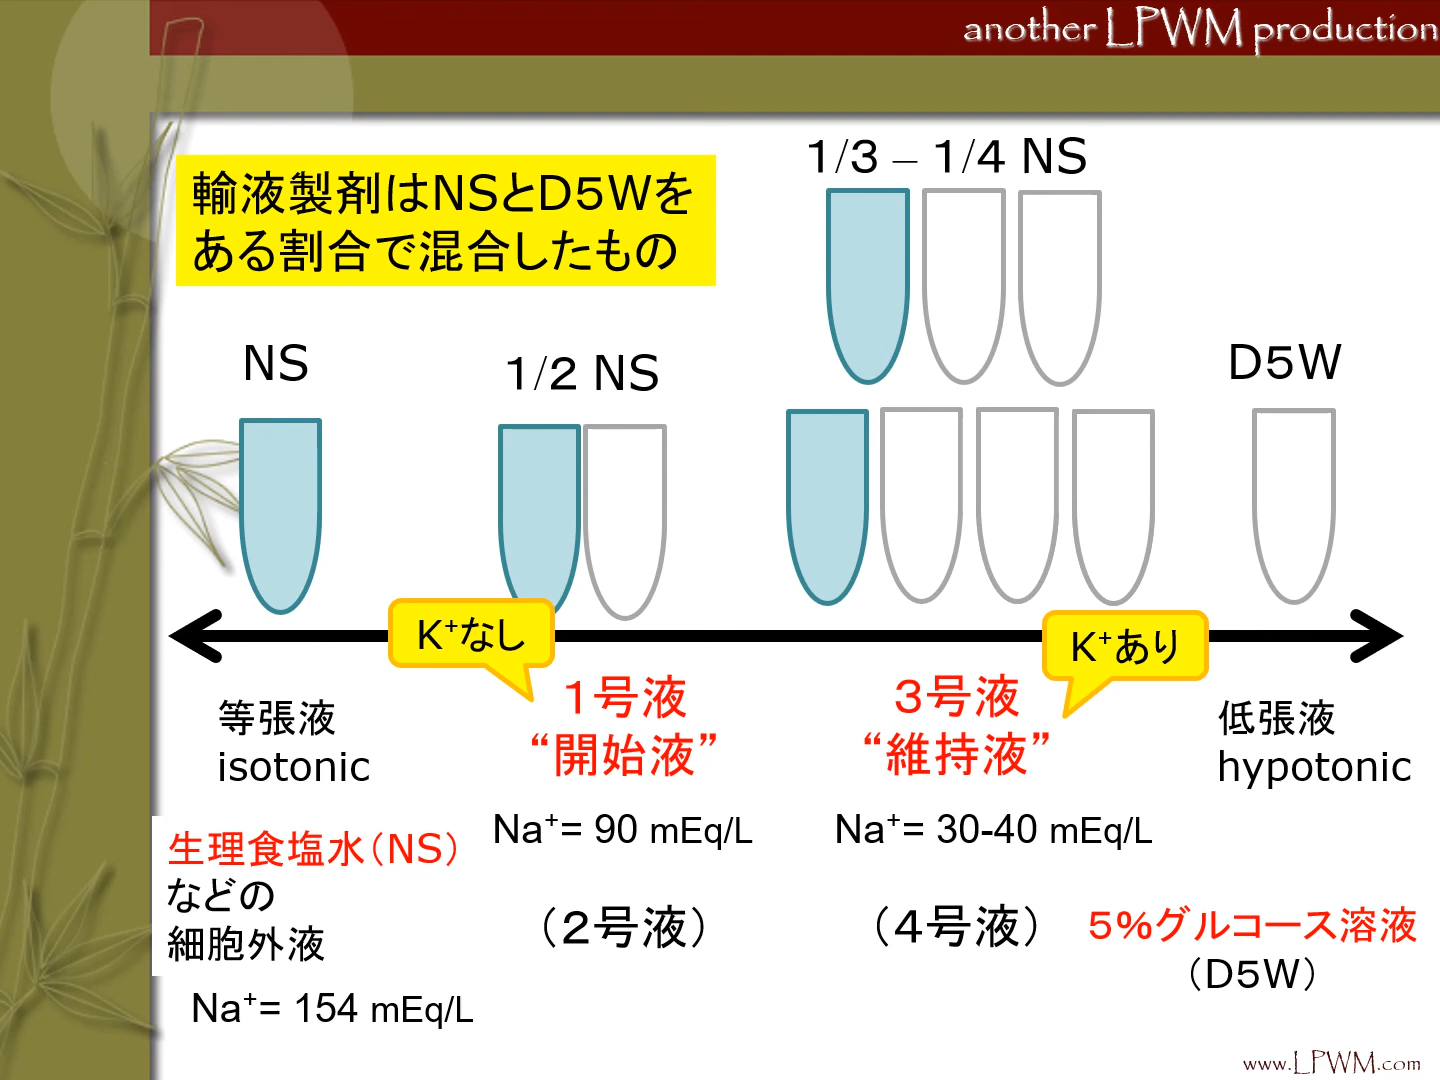 another LPWM production
輸液製剤はNSとD5Wを
ある割合で混合したもの
1/3 – 1/4 NS
NS
1/2 NS
D5W
K⁺なし
K⁺あり
等張液
isotonic
1号液
“開始液”
3号液
“維持液”
低張液
hypotonic
生理食塩水（NS）
などの
細胞外液
Na⁺= 154 mEq/L
Na⁺= 90 mEq/L
（2号液）
Na⁺= 30-40 mEq/L
（4号液）
5%グルコース溶液
（D5W）
www.LPWM.com